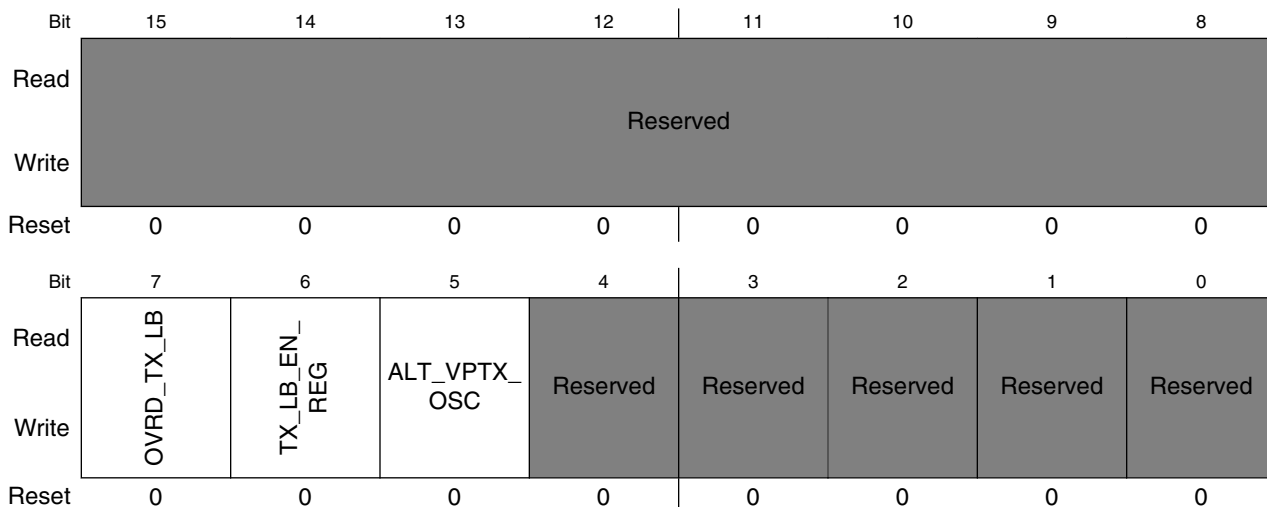 Bit 15 14 13 12 11 10 9 8
Read
Reserved
Write
Reset 0 0 0 0 0 0 0 0
Bit 7 6 5 4 3 2 1 0
Read
OVRD_TX_LB
TX_LB_EN_
REG
ALT_VPTX_
OSC
Reserved Reserved Reserved Reserved Reserved
Write
Reset 0 0 0 0 0 0 0 0